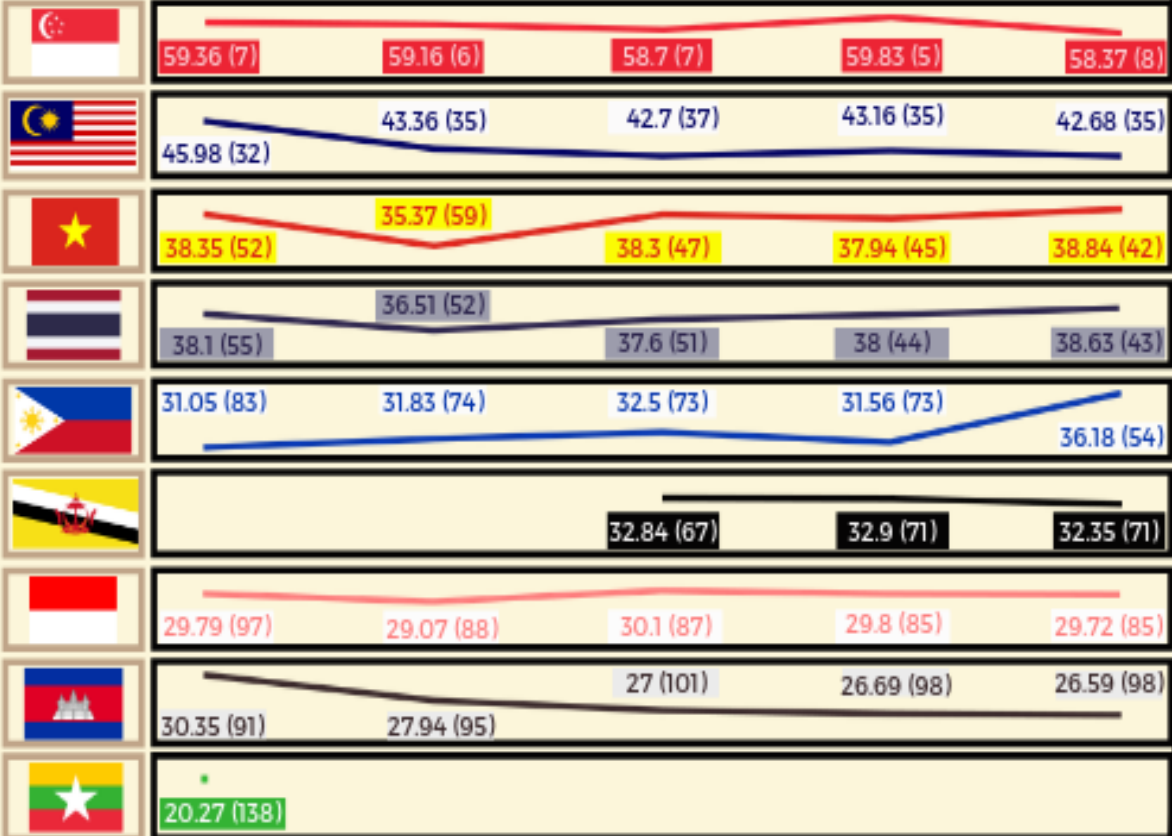 59.36 (7) 59.16 (6) 58.7 (7) 59.83 (5) 58.37 (8)
45.98 (32) 43.36 (35) 42.7 (37) 43.16 (35) 42.68 (35)
38.35 (52) 35.37 (59) 38.3 (47) 37.94 (45) 38.84 (42)
38.1 (55) 36.51 (52) 37.6 (51) 38 (44) 38.63 (43)
31.05 (83) 31.83 (74) 32.5 (73) 31.56 (73) 36.18 (54)
32.84 (67) 32.9 (71) 32.35 (71)
29.79 (97) 29.07 (88) 30.1 (87) 29.8 (85) 29.72 (85)
30.35 (91) 27.94 (95) 27 (101) 26.69 (98) 26.59 (98)
20.27 (138)